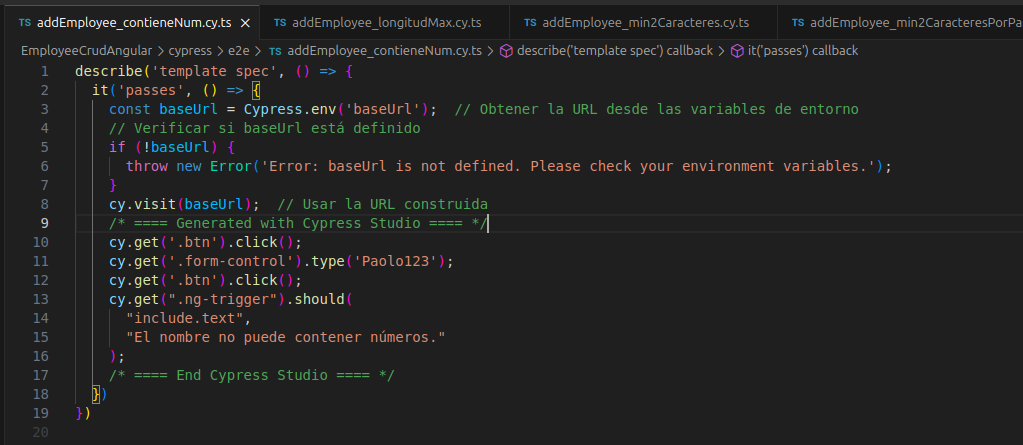 TS addEmployee_contieneNum.cy.ts × TS addEmployee_longitudMax.cy.ts TS addEmployee_min2Caracteres.cy.ts TS addEmployee_min2CaracteresPorPa
EmployeeCrudAngular > cypress > e2e > TS addEmployee_contieneNum.cy.ts > describe('template spec') callback > it('passes') callback
1 describe('template spec', () => {
2 it('passes', () => {
3 const baseUrl = Cypress.env('baseUrl'); // Obtener la URL desde las variables de entorno
4 // Verificar si baseUrl está definido
5 if (!baseUrl) {
6 throw new Error('Error: baseUrl is not defined. Please check your environment variables.');
7 }
8 cy.visit(baseUrl); // Usar la URL construida
9 /* ==== Generated with Cypress Studio ==== */
10 cy.get('.btn').click();
11 cy.get('.form-control').type('Paolo123');
12 cy.get('.btn').click();
13 cy.get(".ng-trigger").should(
14 "include.text",
15 "El nombre no puede contener números."
16 );
17 /* ==== End Cypress Studio ==== */
18 })
19 })
20